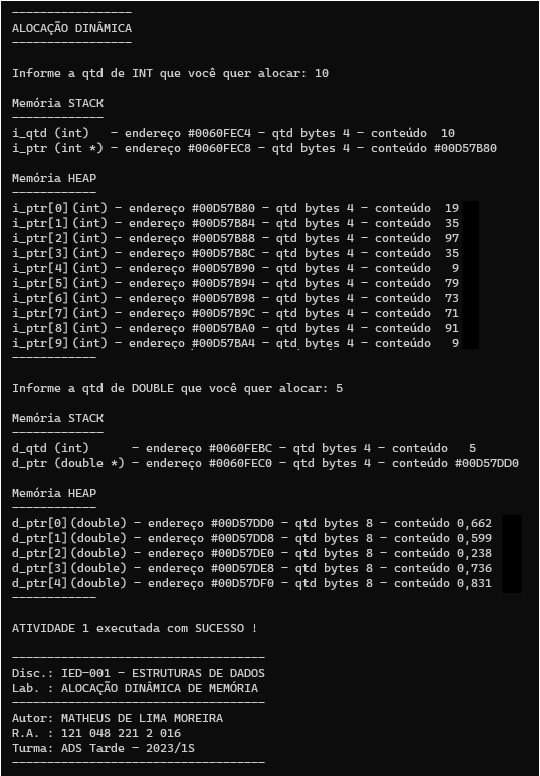 -----------------
ALOCAÇÃO DINÂMICA
-----------------
Informe a qtd de INT que você quer alocar: 10
Memória STACK
-------------
i_qtd (int)   - endereço #0060FEC4 - qtd bytes 4 - conteúdo  10
i_ptr (int *) - endereço #0060FEC8 - qtd bytes 4 - conteúdo #00D57B80
Memória HEAP
------------
i_ptr[0](int) - endereço #00D57B80 - qtd bytes 4 - conteúdo  19
i_ptr[1](int) - endereço #00D57B84 - qtd bytes 4 - conteúdo  35
i_ptr[2](int) - endereço #00D57B88 - qtd bytes 4 - conteúdo  97
i_ptr[3](int) - endereço #00D57B8C - qtd bytes 4 - conteúdo  35
i_ptr[4](int) - endereço #00D57B90 - qtd bytes 4 - conteúdo   9
i_ptr[5](int) - endereço #00D57B94 - qtd bytes 4 - conteúdo  79
i_ptr[6](int) - endereço #00D57B98 - qtd bytes 4 - conteúdo  73
i_ptr[7](int) - endereço #00D57B9C - qtd bytes 4 - conteúdo  71
i_ptr[8](int) - endereço #00D57BA0 - qtd bytes 4 - conteúdo  91
i_ptr[9](int) - endereço #00D57BA4 - qtd bytes 4 - conteúdo   9
------------
Informe a qtd de DOUBLE que você quer alocar: 5
Memória STACK
-------------
d_qtd (int)      - endereço #0060FEBC - qtd bytes 4 - conteúdo   5
d_ptr (double *) - endereço #0060FEC0 - qtd bytes 4 - conteúdo #00D57DD0
Memória HEAP
------------
d_ptr[0](double) - endereço #00D57DD0 - qtd bytes 8 - conteúdo 0,662
d_ptr[1](double) - endereço #00D57DD8 - qtd bytes 8 - conteúdo 0,599
d_ptr[2](double) - endereço #00D57DE0 - qtd bytes 8 - conteúdo 0,238
d_ptr[3](double) - endereço #00D57DE8 - qtd bytes 8 - conteúdo 0,736
d_ptr[4](double) - endereço #00D57DF0 - qtd bytes 8 - conteúdo 0,831
------------
ATIVIDADE 1 executada com SUCESSO !
------------------------------------
Disc.: IED-001 - ESTRUTURAS DE DADOS
Lab. : ALOCAÇÃO DINÂMICA DE MEMÓRIA
------------------------------------
Autor: MATHEUS DE LIMA MOREIRA
R.A. : 121 048 221 2 016
Turma: ADS Tarde - 2023/1S
------------------------------------